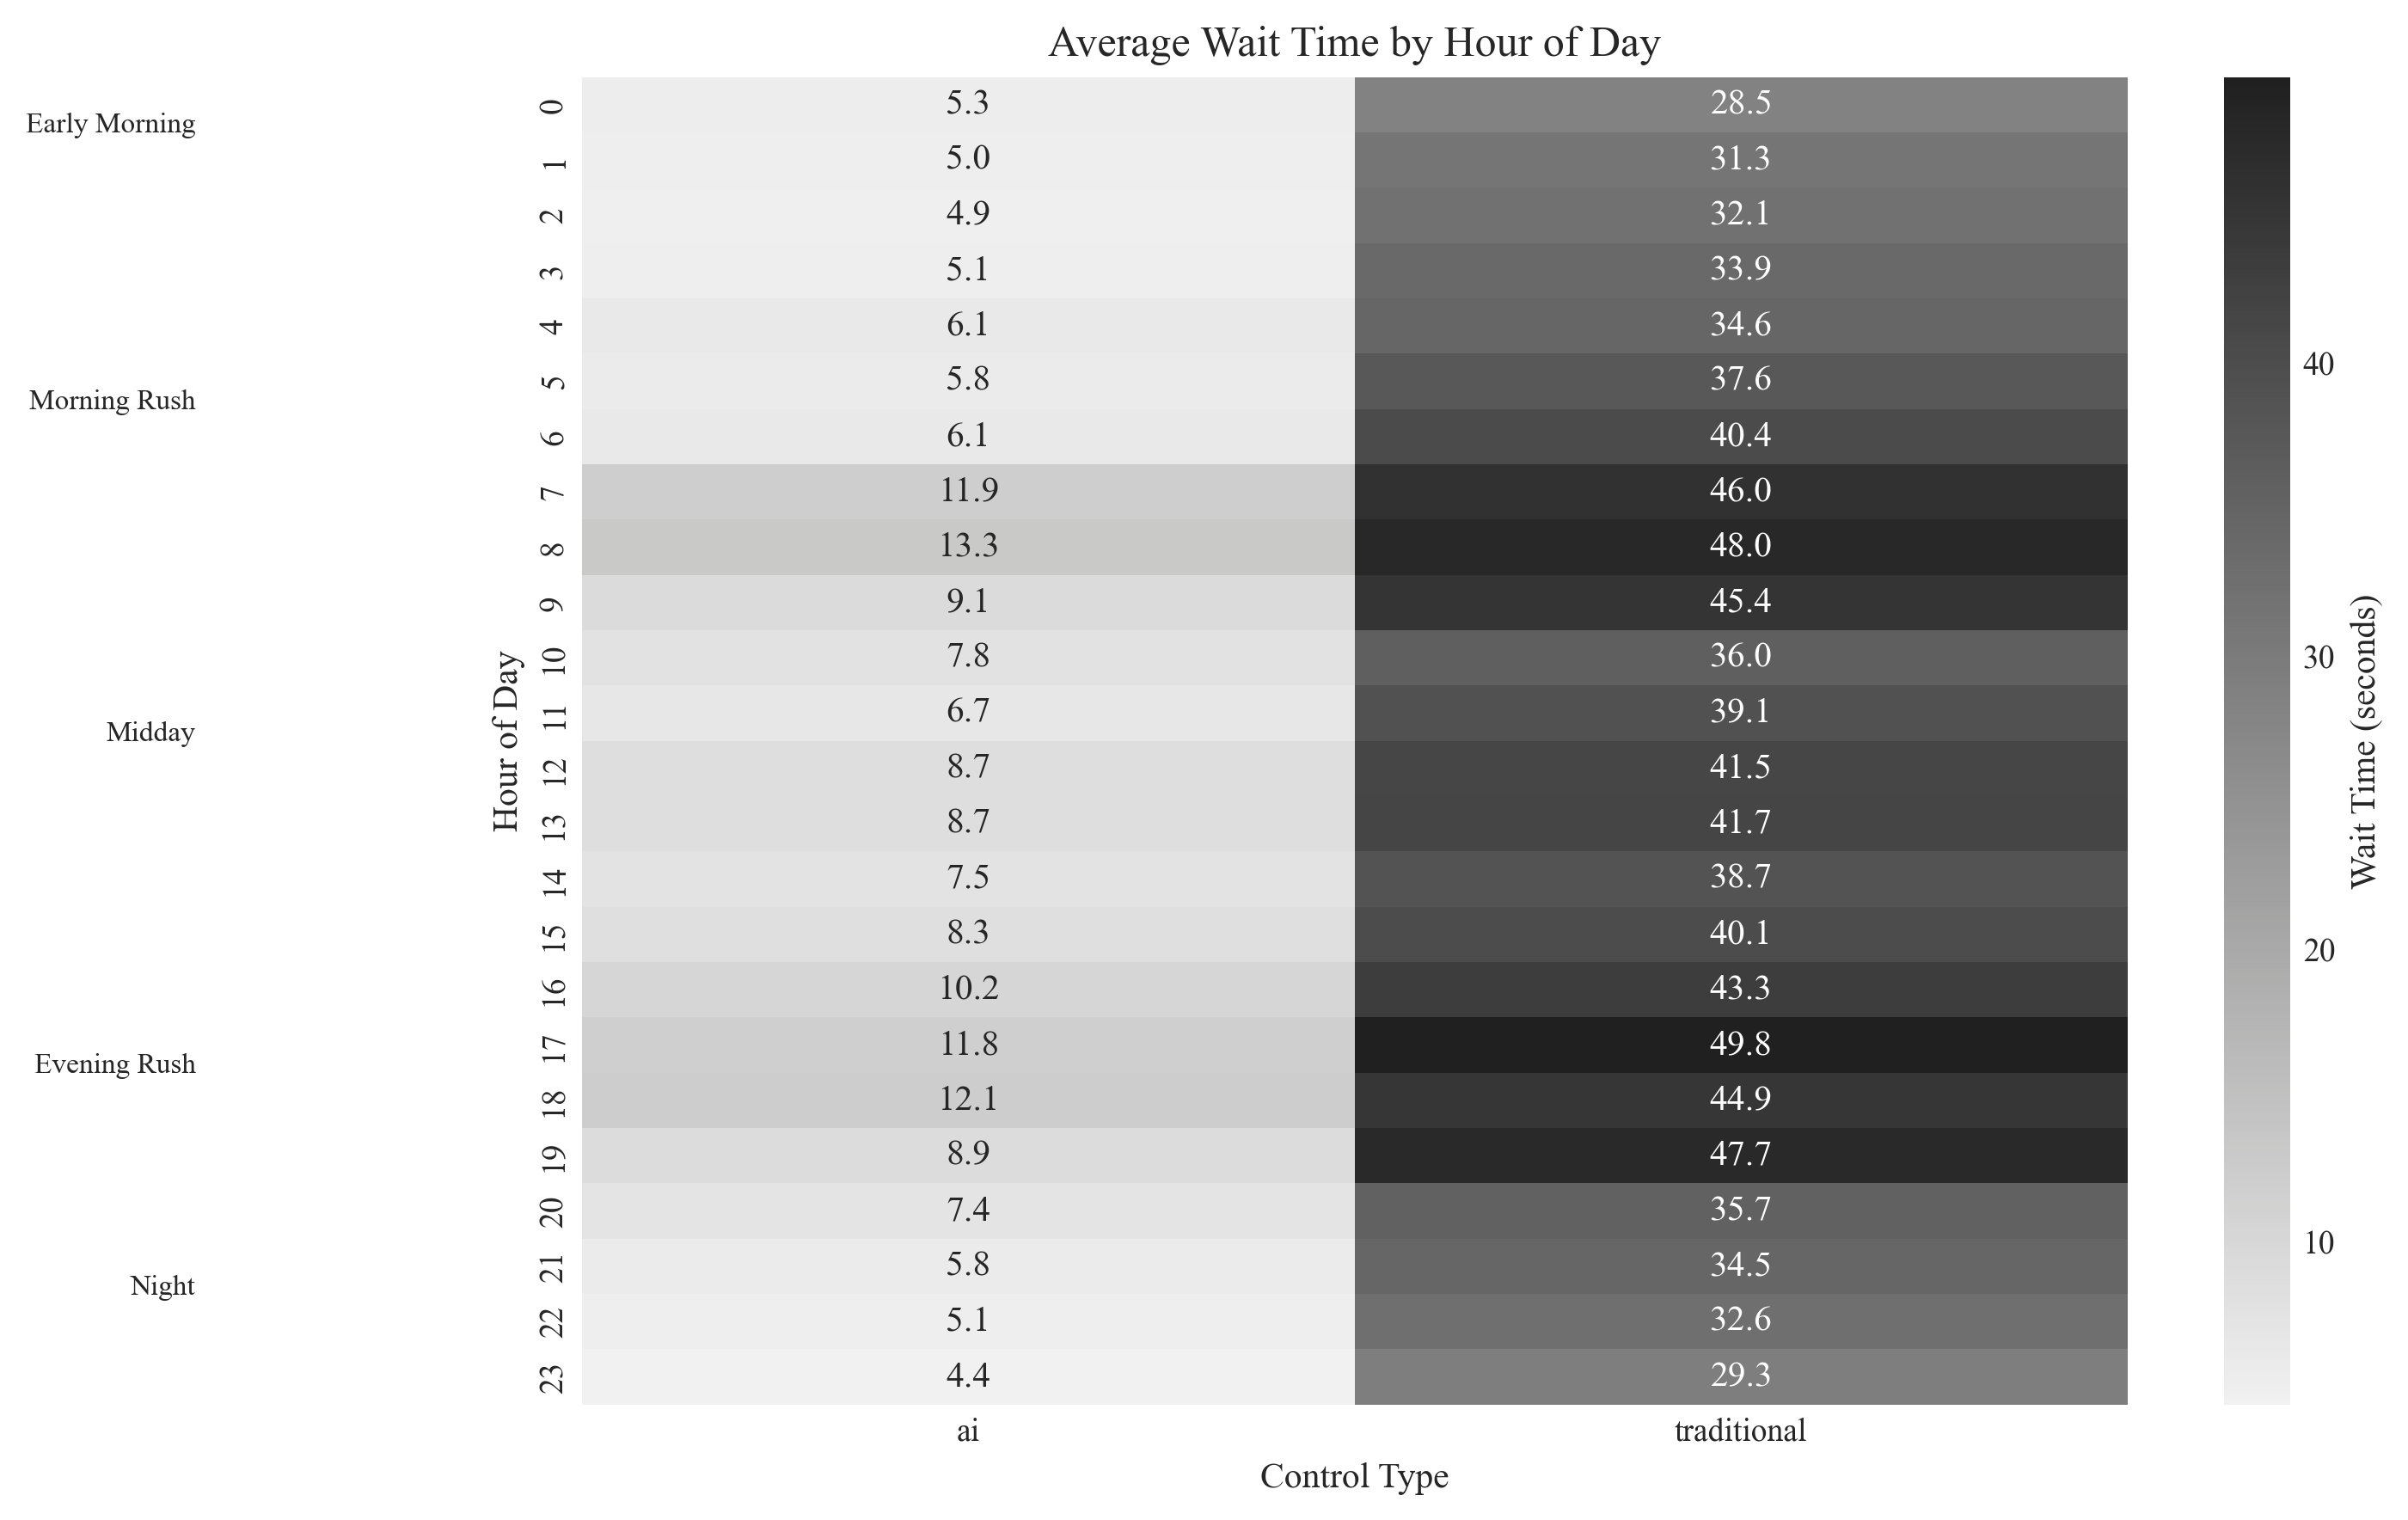 Average Wait Time by Hour of Day
Early Morning
Morning Rush
Midday
Evening Rush
Night
Hour of Day
0 5.3 28.5
1 5.0 31.3
2 4.9 32.1
3 5.1 33.9
4 6.1 34.6
5 5.8 37.6
6 6.1 40.4
7 11.9 46.0
8 13.3 48.0
9 9.1 45.4
10 7.8 36.0
11 6.7 39.1
12 8.7 41.5
13 8.7 41.7
14 7.5 38.7
15 8.3 40.1
16 10.2 43.3
17 11.8 49.8
18 12.1 44.9
19 8.9 47.7
20 7.4 35.7
21 5.8 34.5
22 5.1 32.6
23 4.4 29.3
ai traditional
Control Type
40
30
20
10
Wait Time (seconds)